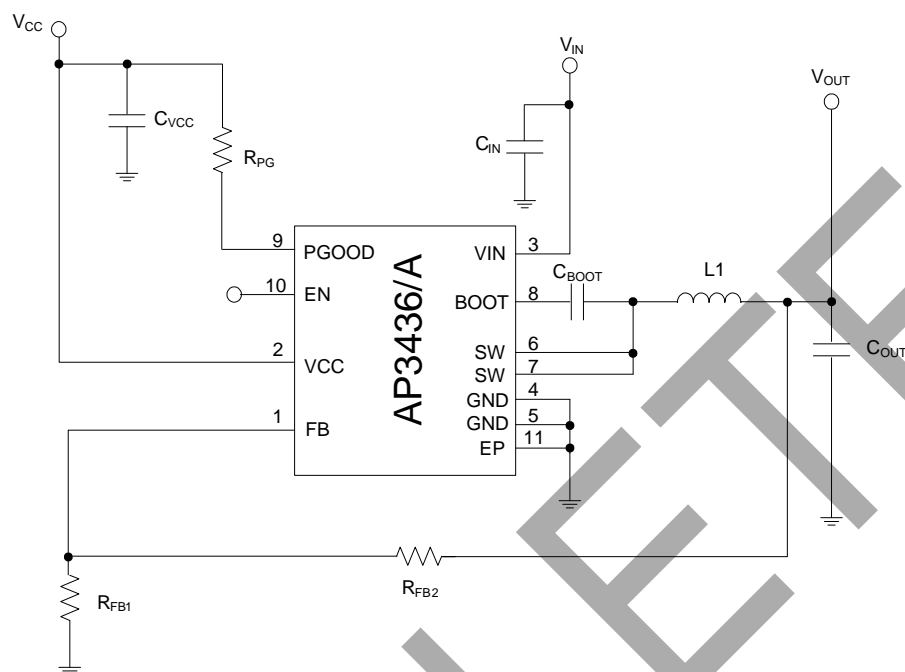 VCC
VIN
VOUT
CVCC
CIN
RPG
9
PGOOD
VIN
3
CBOOT
L1
10
EN
BOOT
8
AP3436/A
2
VCC
SW
6
SW
7
COUT
GND
4
1
FB
GND
5
EP
11
RFB2
RFB1